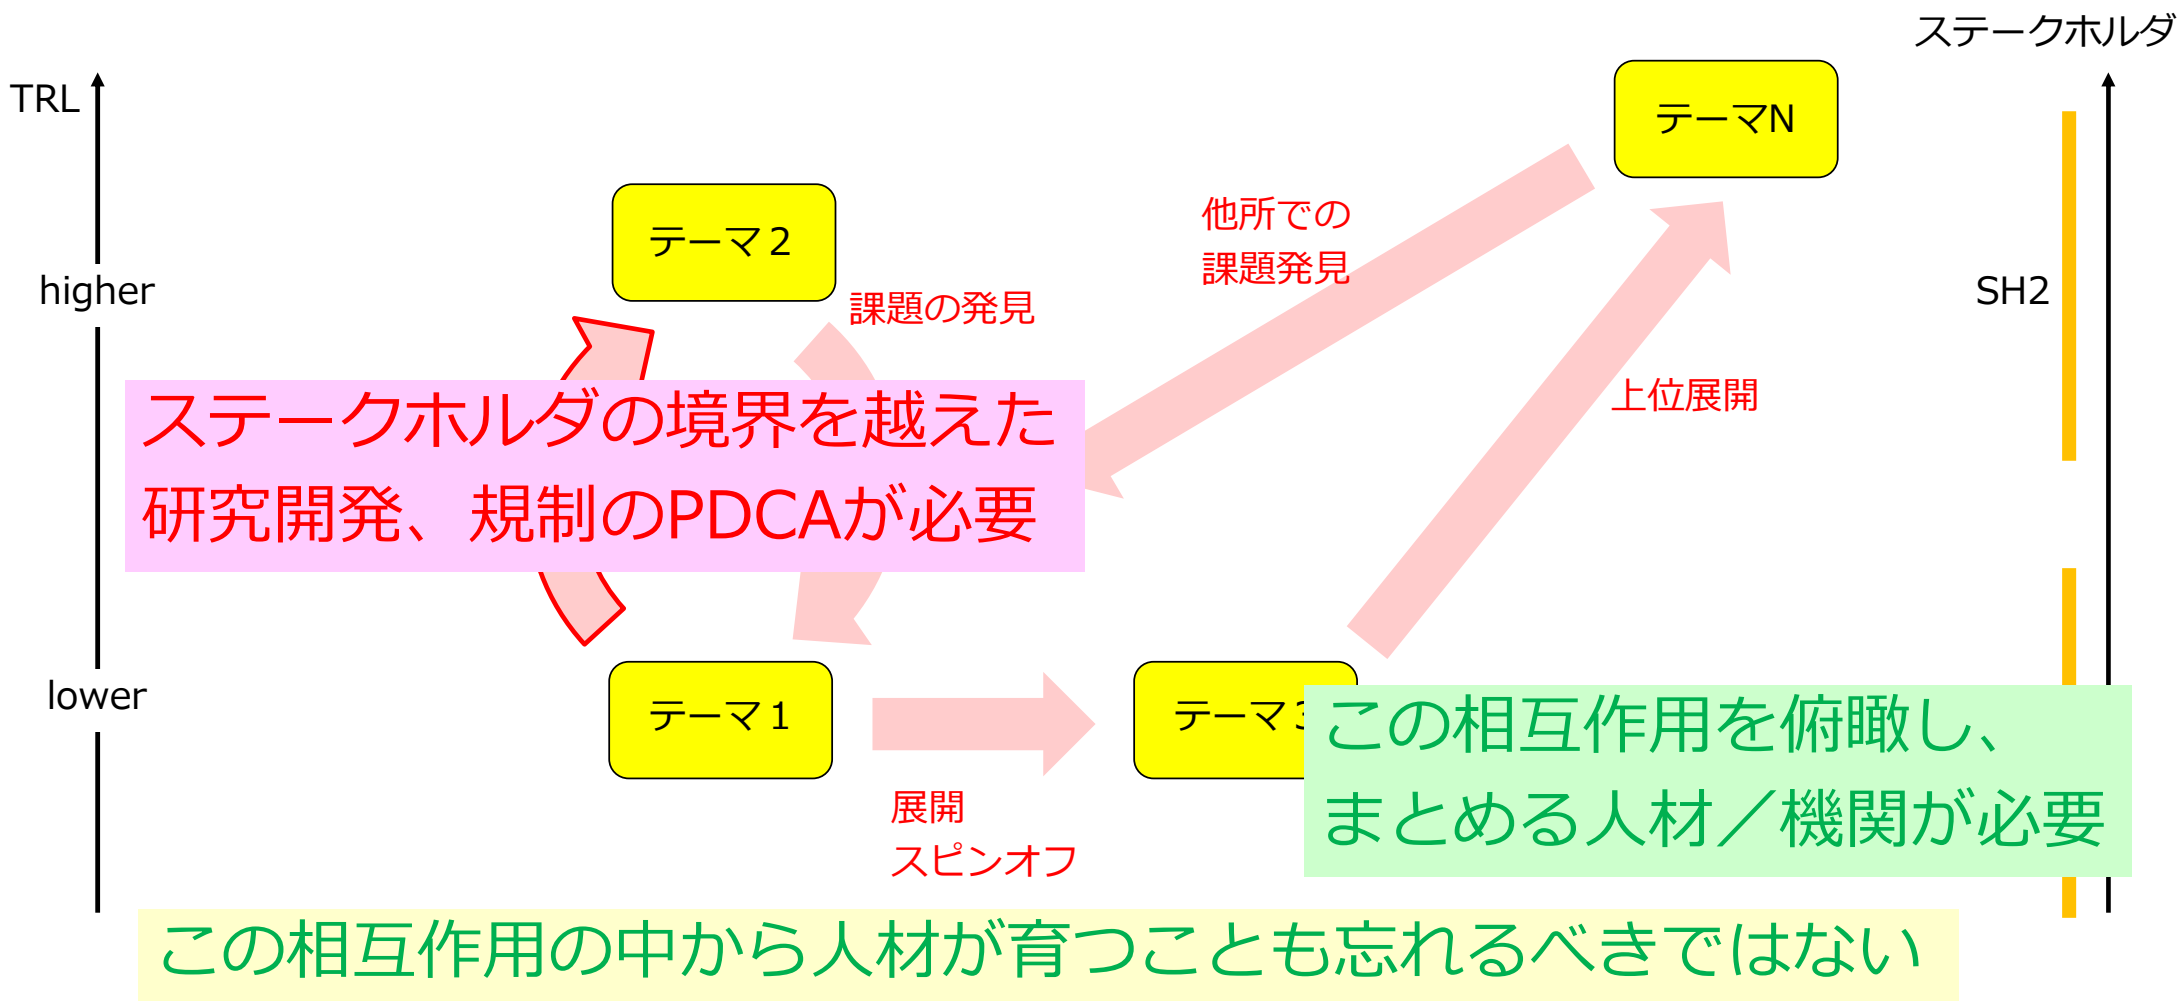 ステークホルダ
TRL
テーマN
テーマ２
他所での
課題発見
higher
課題の発見
SH2
上位展開
ステークホルダの境界を越えた
研究開発、規制のPDCAが必要
lower
テーマ１
テーマ３
この相互作用を俯瞰し、
まとめる人材／機関が必要
展開
スピンオフ
この相互作用の中から人材が育つことも忘れるべきではない